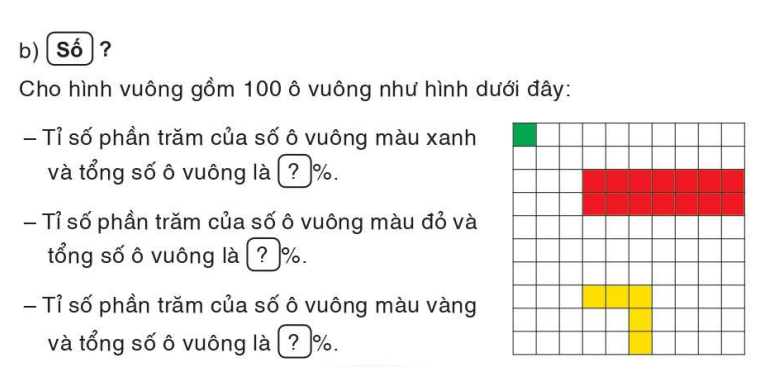 b) Số ?
Cho hình vuông gồm 100 ô vuông như hình dưới đây:
– Tỉ số phần trăm của số ô vuông màu xanh
và tổng số ô vuông là ? %.
– Tỉ số phần trăm của số ô vuông màu đỏ và
tổng số ô vuông là ? %.
– Tỉ số phần trăm của số ô vuông màu vàng
và tổng số ô vuông là ? %.